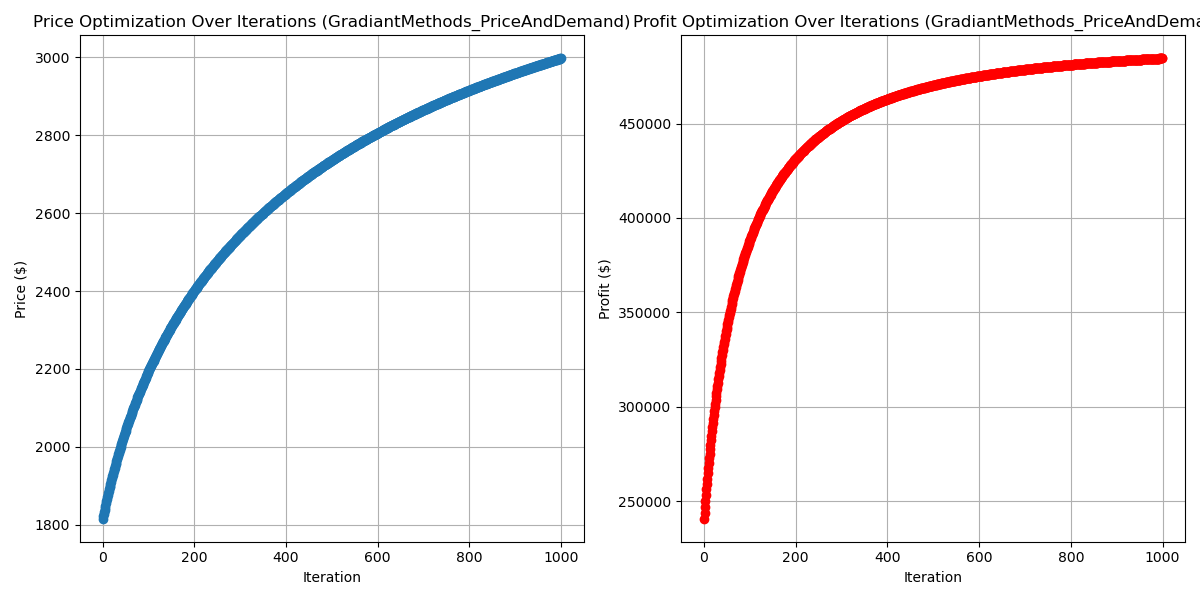 Price Optimization Over Iterations (GradiantMethods_PriceAndDemand)
Price ($)
3000
2800
2600
2400
2200
2000
1800
0 200 400 600 800 1000
Iteration
Profit Optimization Over Iterations (GradiantMethods_PriceAndDema
Profit ($)
450000
400000
350000
300000
250000
0 200 400 600 800 1000
Iteration